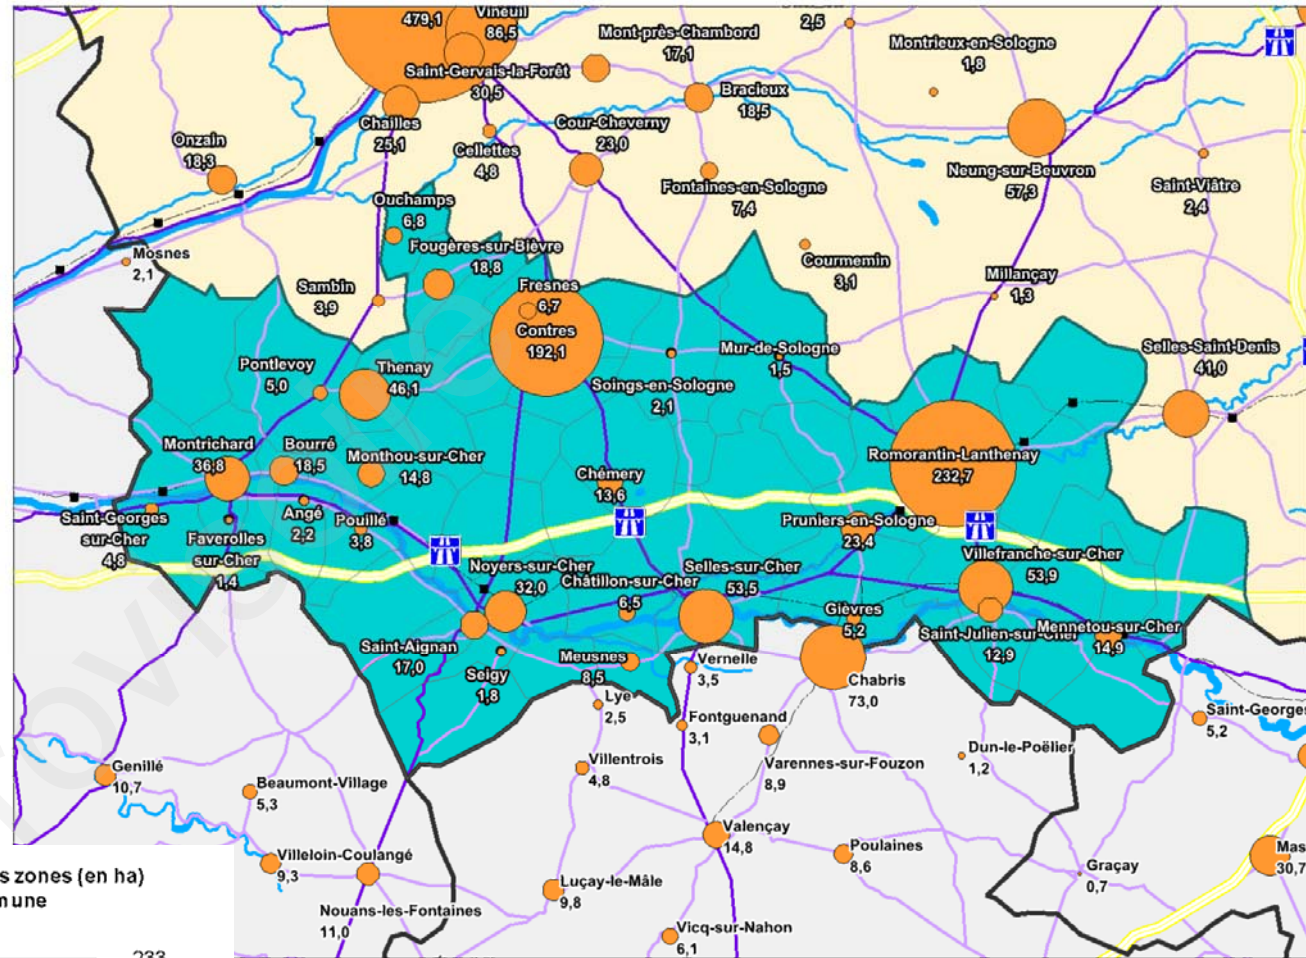 479,1
Vineuil
86,5
2,5
Mont-près-Chambord
17,1
Montrieux-en-Sologne
1,8
Saint-Gervais-la-Forêt
30,5
Bracieux
18,5
Chailles
25,1
Cour-Cheverny
23,0
Onzain
18,3
Cellettes
4,8
Neung-sur-Beuvron
57,3
Fontaines-en-Sologne
7,4
Saint-Viâtre
2,4
Ouchamps
6,8
Fougères-sur-Bièvre
18,8
Mosnes
2,1
Courmemin
3,1
Millançay
1,3
Sambin
3,9
Fresnes
6,7
Contres
192,1
Mur-de-Sologne
1,5
Selles-Saint-Denis
41,0
Pontlevoy
5,0
Thenay
46,1
Soings-en-Sologne
2,1
Montrichard
36,8
Bourré
18,5
Monthou-sur-Cher
14,8
Chémery
13,6
Romorantin-Lanthenay
232,7
Saint-Georges
sur-Cher
4,8
Faverolles
sur-Cher
1,4
Angé
2,2
Pouillé
3,8
Pruniers-en-Sologne
23,4
Noyers-sur-Cher
32,0
Châtillon-sur-Cher
6,5
Selles-sur-Cher
53,5
Villefranche-sur-Cher
53,9
Gièvres
5,2
Saint-Julien-sur-Cher
12,9
Mennetou-sur-Cher
14,9
Saint-Aignan
17,0
Seigy
1,8
Meusnes
8,5
Vernelle
3,5
Chabris
73,0
Lye
2,5
Fontguenand
3,1
Saint-Georges
5,2
Genillé
10,7
Beaumont-Village
5,3
Villentrois
4,8
Varennes-sur-Fouzon
8,9
Dun-le-Poëlier
1,2
Valençay
14,8
Poulaines
8,6
Graçay
0,7
Mas
30,7
Villeloin-Coulangé
9,3
Luçay-le-Mâle
9,8
Nouans-les-Fontaines
11,0
Vicq-sur-Nahon
6,1
s zones (en ha)
mune
233